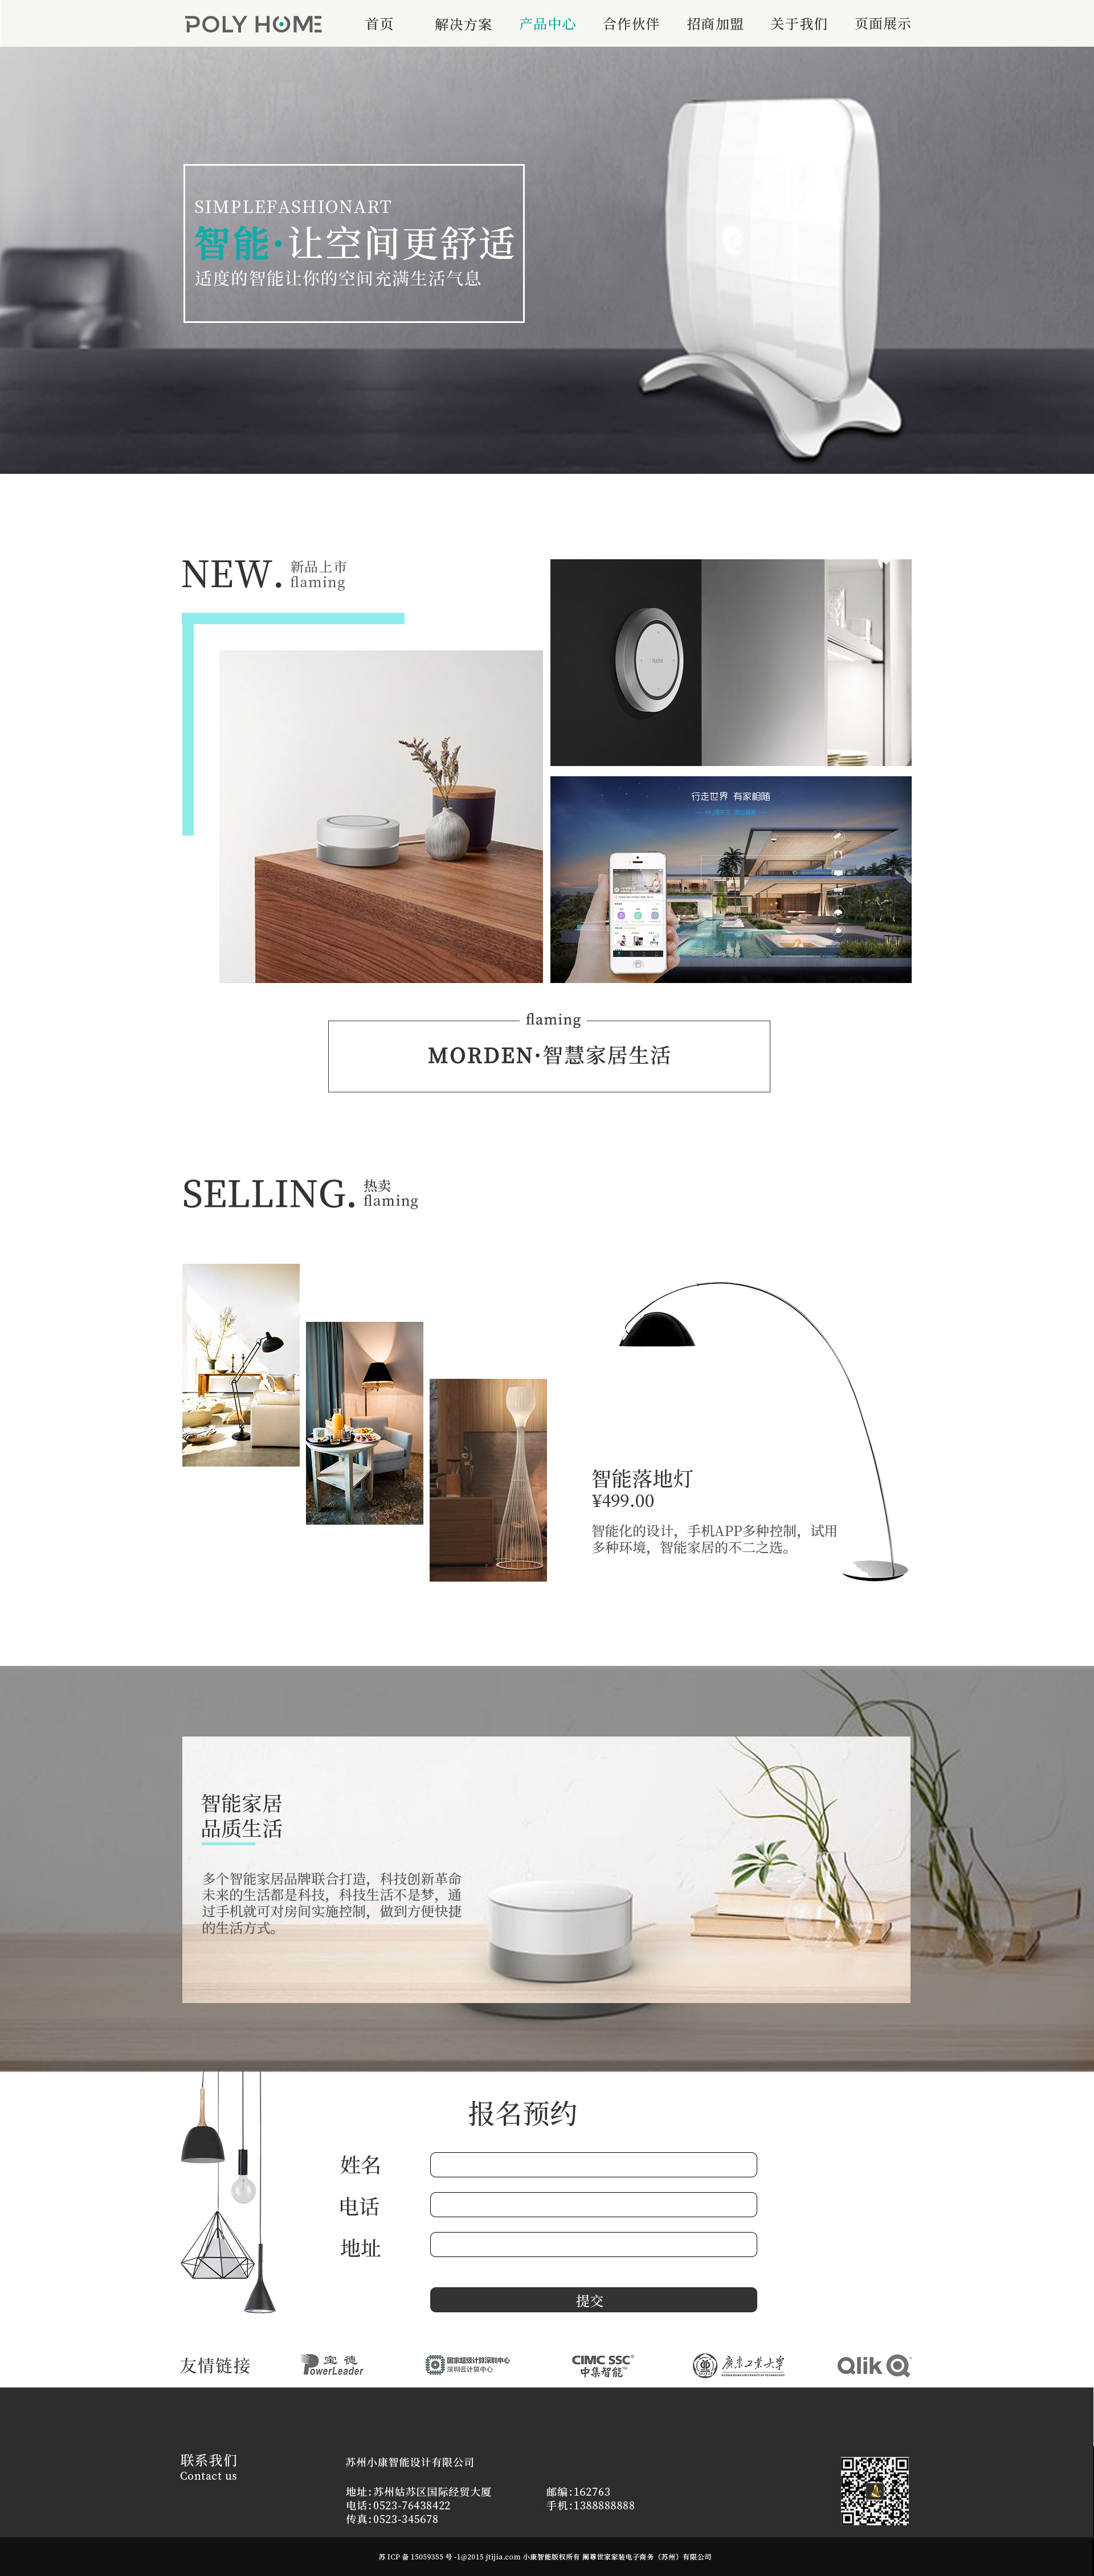 POLY HOME
首页 解决方案 产品中心 合作伙伴 招商加盟 关于我们 页面展示
SIMPLEFASHIONART
智能·让空间更舒适
适度的智能让你的空间充满生活气息
NEW.
新品上市
flaming
行走世界 有家相随
flaming
MORDEN·智慧家居生活
SELLING.
热卖
flaming
智能落地灯
¥499.00
智能化的设计，手机APP多种控制，试用
多种环境，智能家居的不二之选。
智能家居
品质生活
多个智能家居品牌联合打造，科技创新革命
未来的生活都是科技，科技生活不是梦，通
过手机就可对房间实施控制，做到方便快捷
的生活方式。
报名预约
姓名
电话
地址
提交
友情链接
宝德
PowerLeader
国家超级计算深圳中心
深圳云计算中心
CIMC SSC
中集智能™
广东工业大学
Qlik Q
联系我们
Contact us
苏州小康智能设计有限公司
地址:苏州姑苏区国际经贸大厦
电话:0523-76438422
传真:0523-345678
邮编:162763
手机:1388888888
苏 ICP 备 15059355 号 -1@2015 jtijia.com 小康智能版权所有 阑尊世家家装电子商务（苏州）有限公司